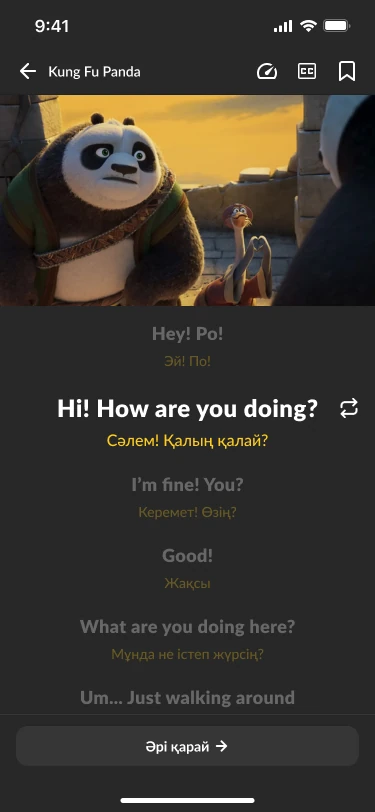 9:41
Kung Fu Panda
CC
Hey! Po!
Эй! По!
Hi! How are you doing?
Сәлем! Қалың қалай?
I'm fine! You?
Керемет! Өзің?
Good!
Жақсы
What are you doing here?
Мұнда не істеп жүрсің?
Um... Just walking around
Әрі қарай →